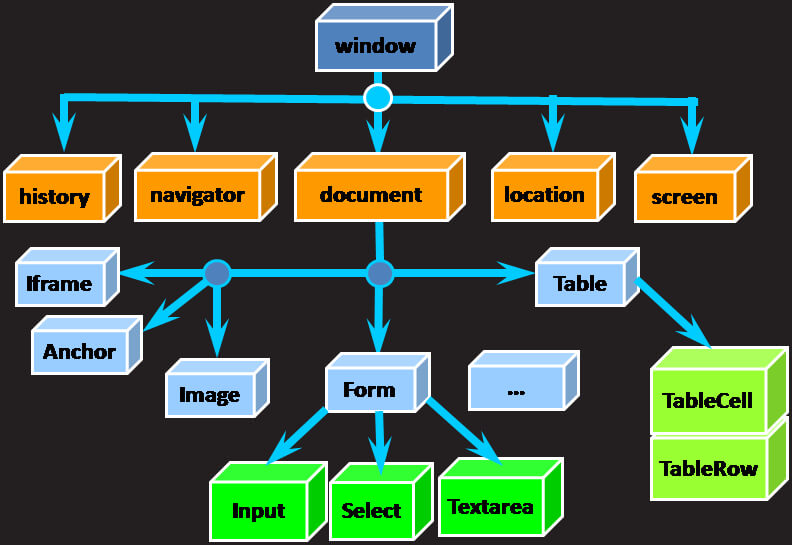 window
history
navigator
document
location
screen
Iframe
Table
Anchor
Image
Form
...
TableCell
TableRow
Input
Select
Textarea